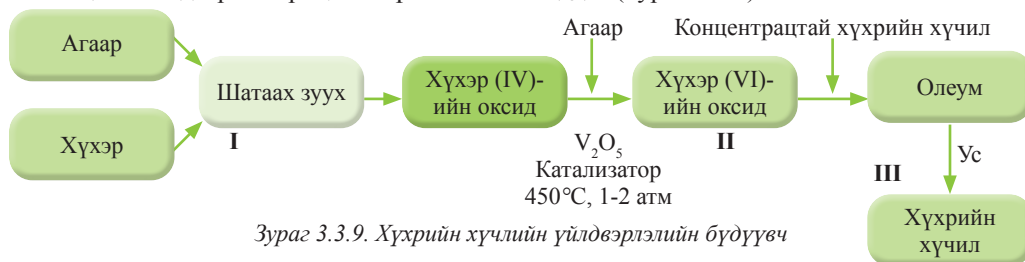 Агаар
Хүхэр
Шатаах зуух
I
Хүхэр (IV)-
ийн оксид
Агаар
V₂O₅
Катализатор
450°C, 1-2 атм
Хүхэр (VI)-
ийн оксид
II
Концентрацтай хүхрийн хүчил
Олеум
III
Ус
Хүхрийн
хүчил
Зураг 3.3.9. Хүхрийн хүчлийн үйлдвэрлэлийн бүдүүвч